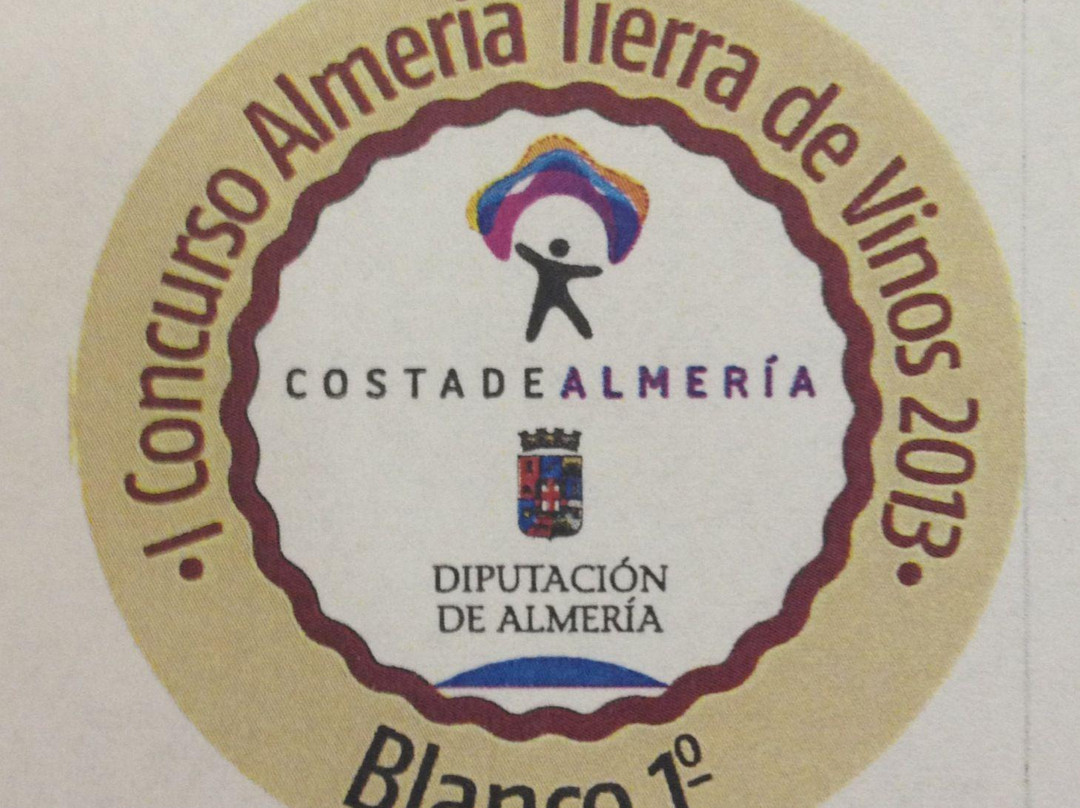 · I Concurso Almería Tierra de Vinos 2013 ·
COSTADEALMERÍA
DIPUTACIÓN
DE ALMERÍA
Blanco 1º